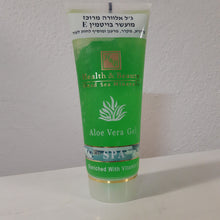 ג'ל אלוורה מרוכז
מועשר בויטמין E
Health & Beauty
Dead Sea Minerals
Aloe Vera Gel
SPA
Enriched With Vitamin